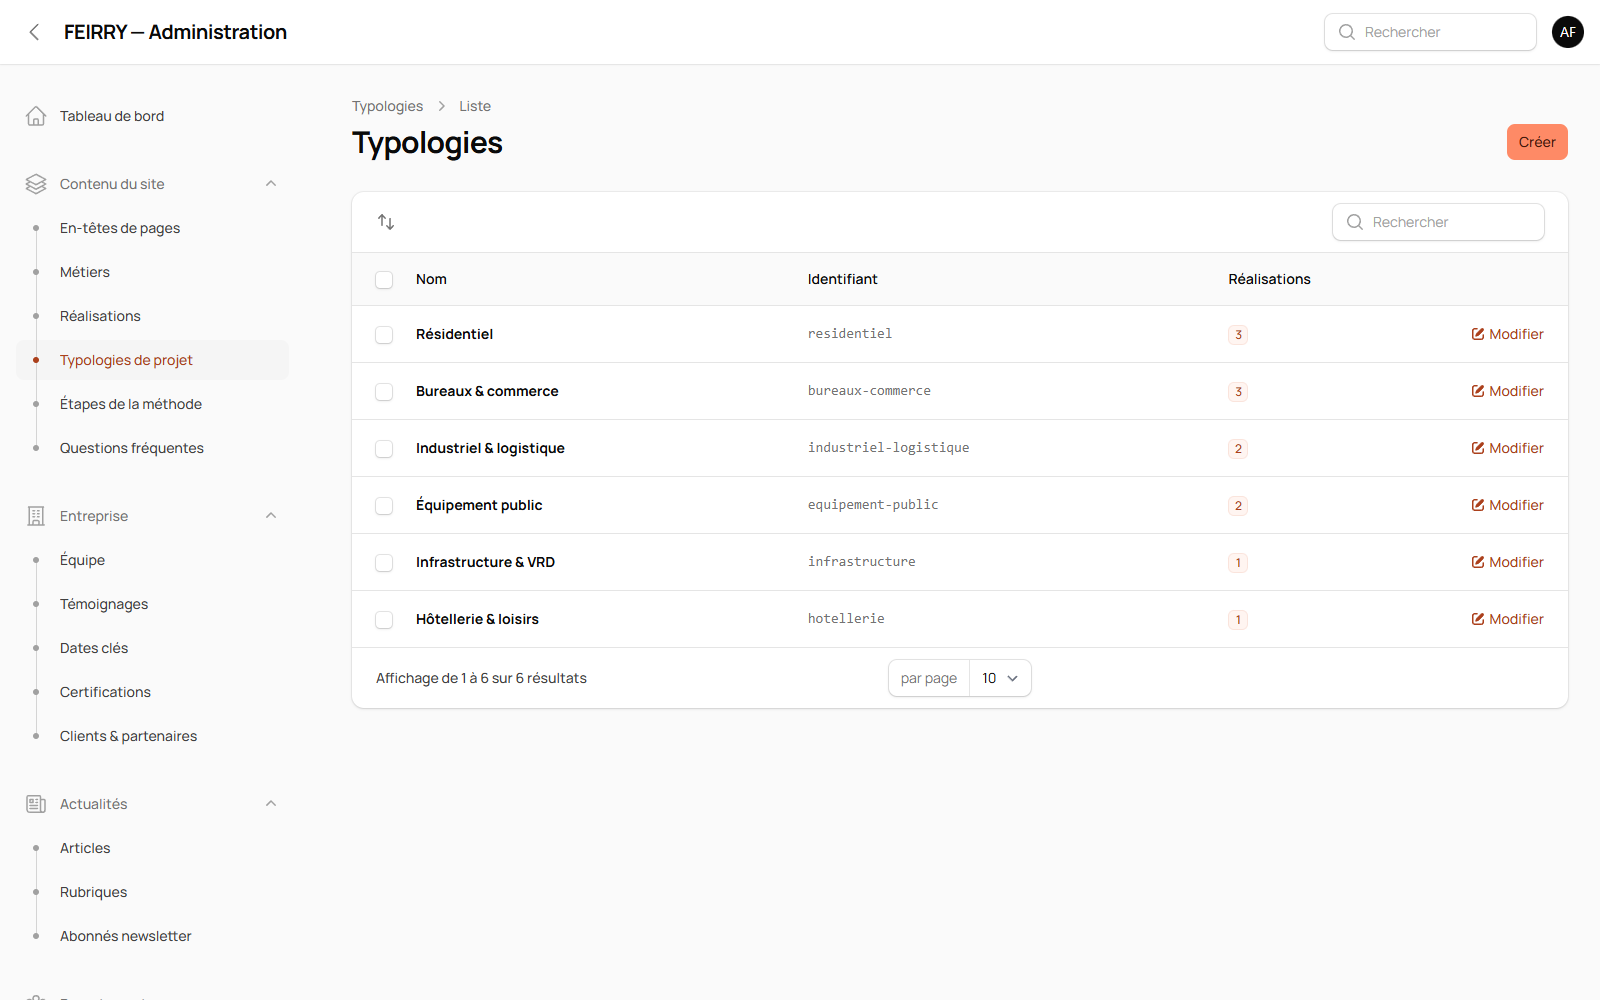 FEIRRY — Administration
Rechercher
AF
Tableau de bord
Contenu du site
En-têtes de pages
Métiers
Réalisations
Typologies de projet
Étapes de la méthode
Questions fréquentes
Entreprise
Équipe
Témoignages
Dates clés
Certifications
Clients & partenaires
Actualités
Articles
Rubriques
Abonnés newsletter
Typologies > Liste
Typologies
Créer
Rechercher
Nom Identifiant Réalisations
Résidentiel residentiel 3 Modifier
Bureaux & commerce bureaux-commerce 3 Modifier
Industriel & logistique industriel-logistique 2 Modifier
Équipement public equipement-public 2 Modifier
Infrastructure & VRD infrastructure 1 Modifier
Hôtellerie & loisirs hotellerie 1 Modifier
Affichage de 1 à 6 sur 6 résultats
par page 10